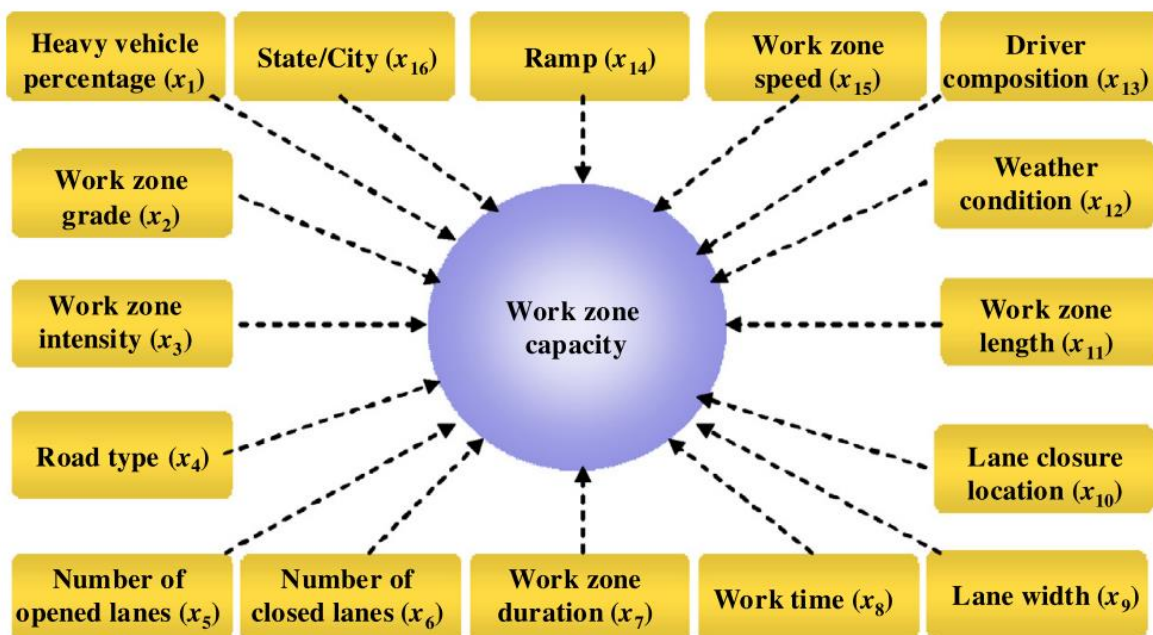 Heavy vehicle
percentage (x₁)
State/City (x₁₆)
Ramp (x₁₄)
Work zone
speed (x₁₅)
Driver
composition (x₁₃)
Work zone
grade (x₂)
Weather
condition (x₁₂)
Work zone
intensity (x₃)
Work zone
capacity
Work zone
length (x₁₁)
Road type (x₄)
Lane closure
location (x₁₀)
Number of
opened lanes (x₅)
Number of
closed lanes (x₆)
Work zone
duration (x₇)
Work time (x₈)
Lane width (x₉)